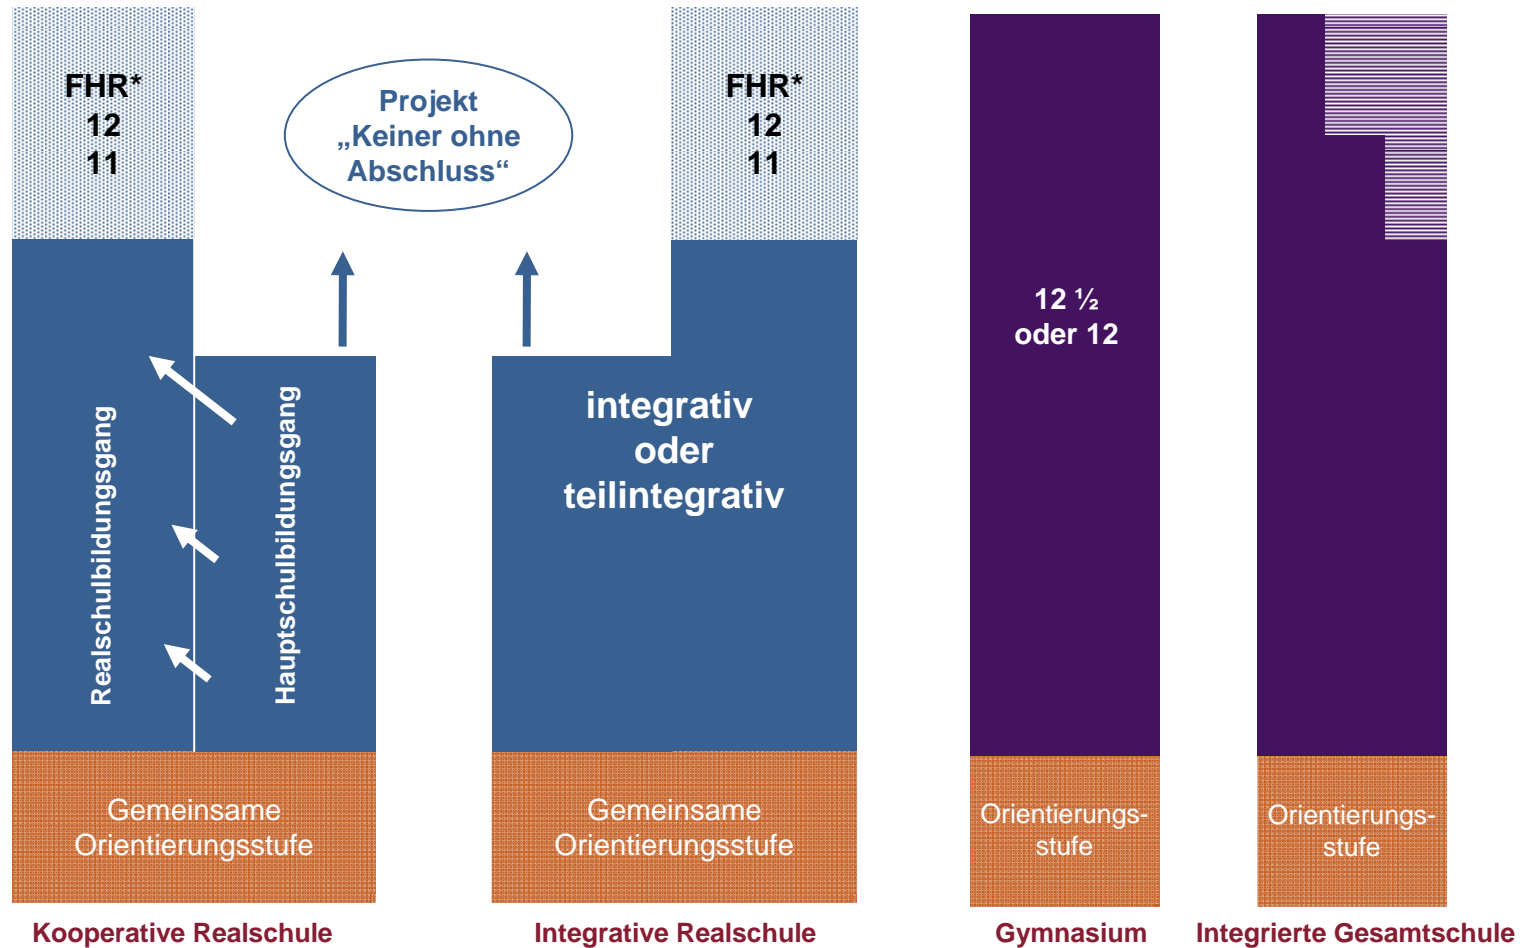 FHR*
12
11
Projekt
„Keiner ohne
Abschluss“
FHR*
12
11
12 ½
oder 12
Realschulbildungsgang
Hauptschulbildungsgang
integrativ
oder
teilintegrativ
Gemeinsame
Orientierungsstufe
Gemeinsame
Orientierungsstufe
Orientierungs-
stufe
Orientierungs-
stufe
Kooperative Realschule
Integrative Realschule
Gymnasium
Integrierte Gesamtschule